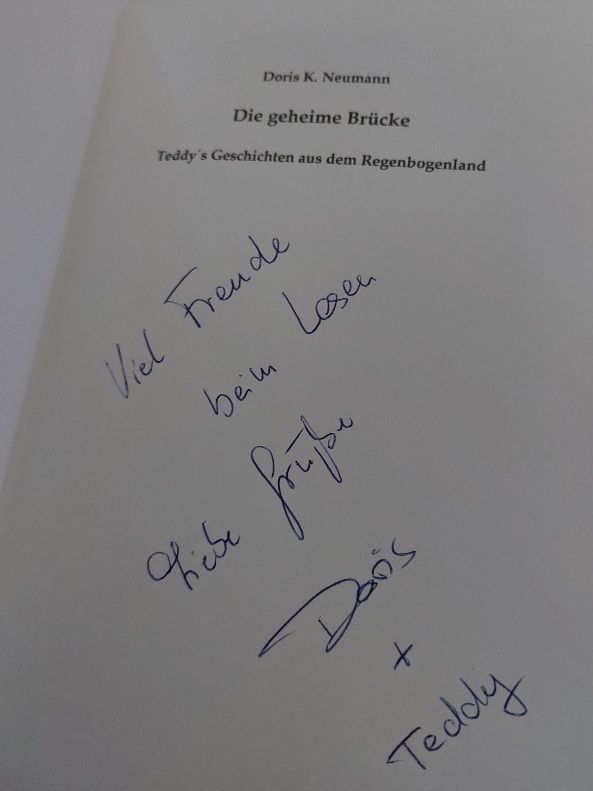 Doris K. Neumann
Die geheime Brücke
Teddy´s Geschichten aus dem Regenbogenland
Viel Freude
beim Lesen
Liebe Grüße
Doris
+
Teddy